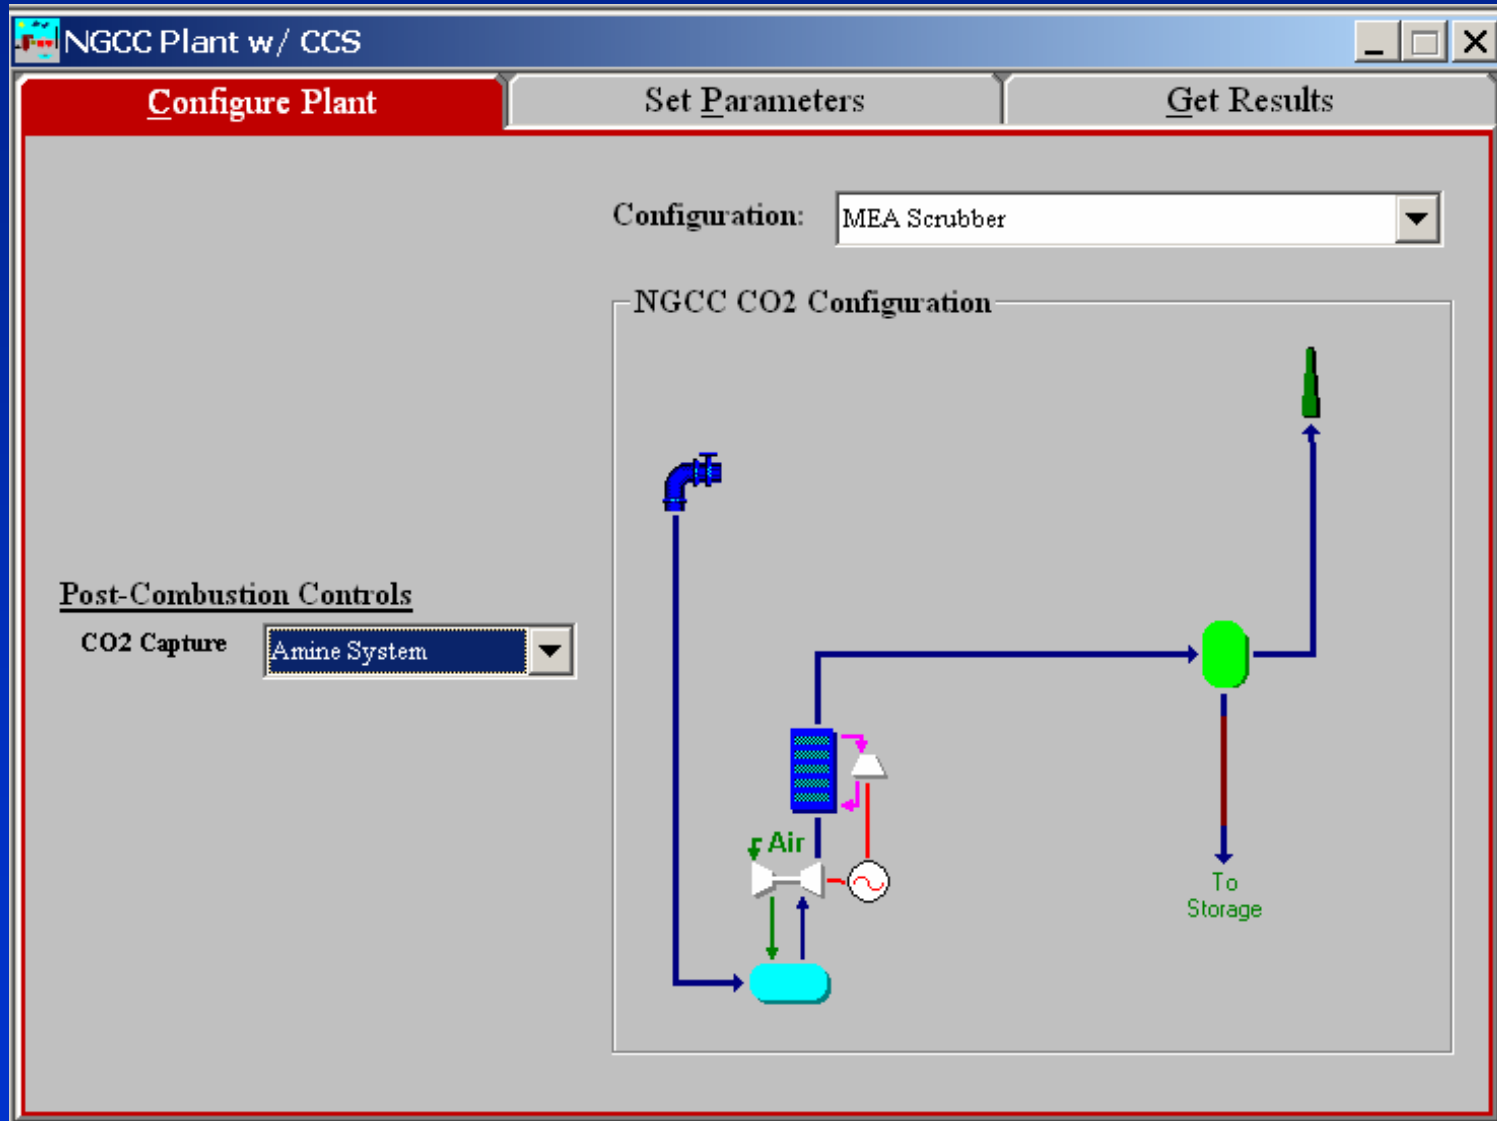 NGCC Plant w/ CCS
Configure Plant
Set Parameters
Get Results
Configuration:
MEA Scrubber
NGCC CO2 Configuration
Post-Combustion Controls
CO2 Capture
Amine System
Air
To
Storage